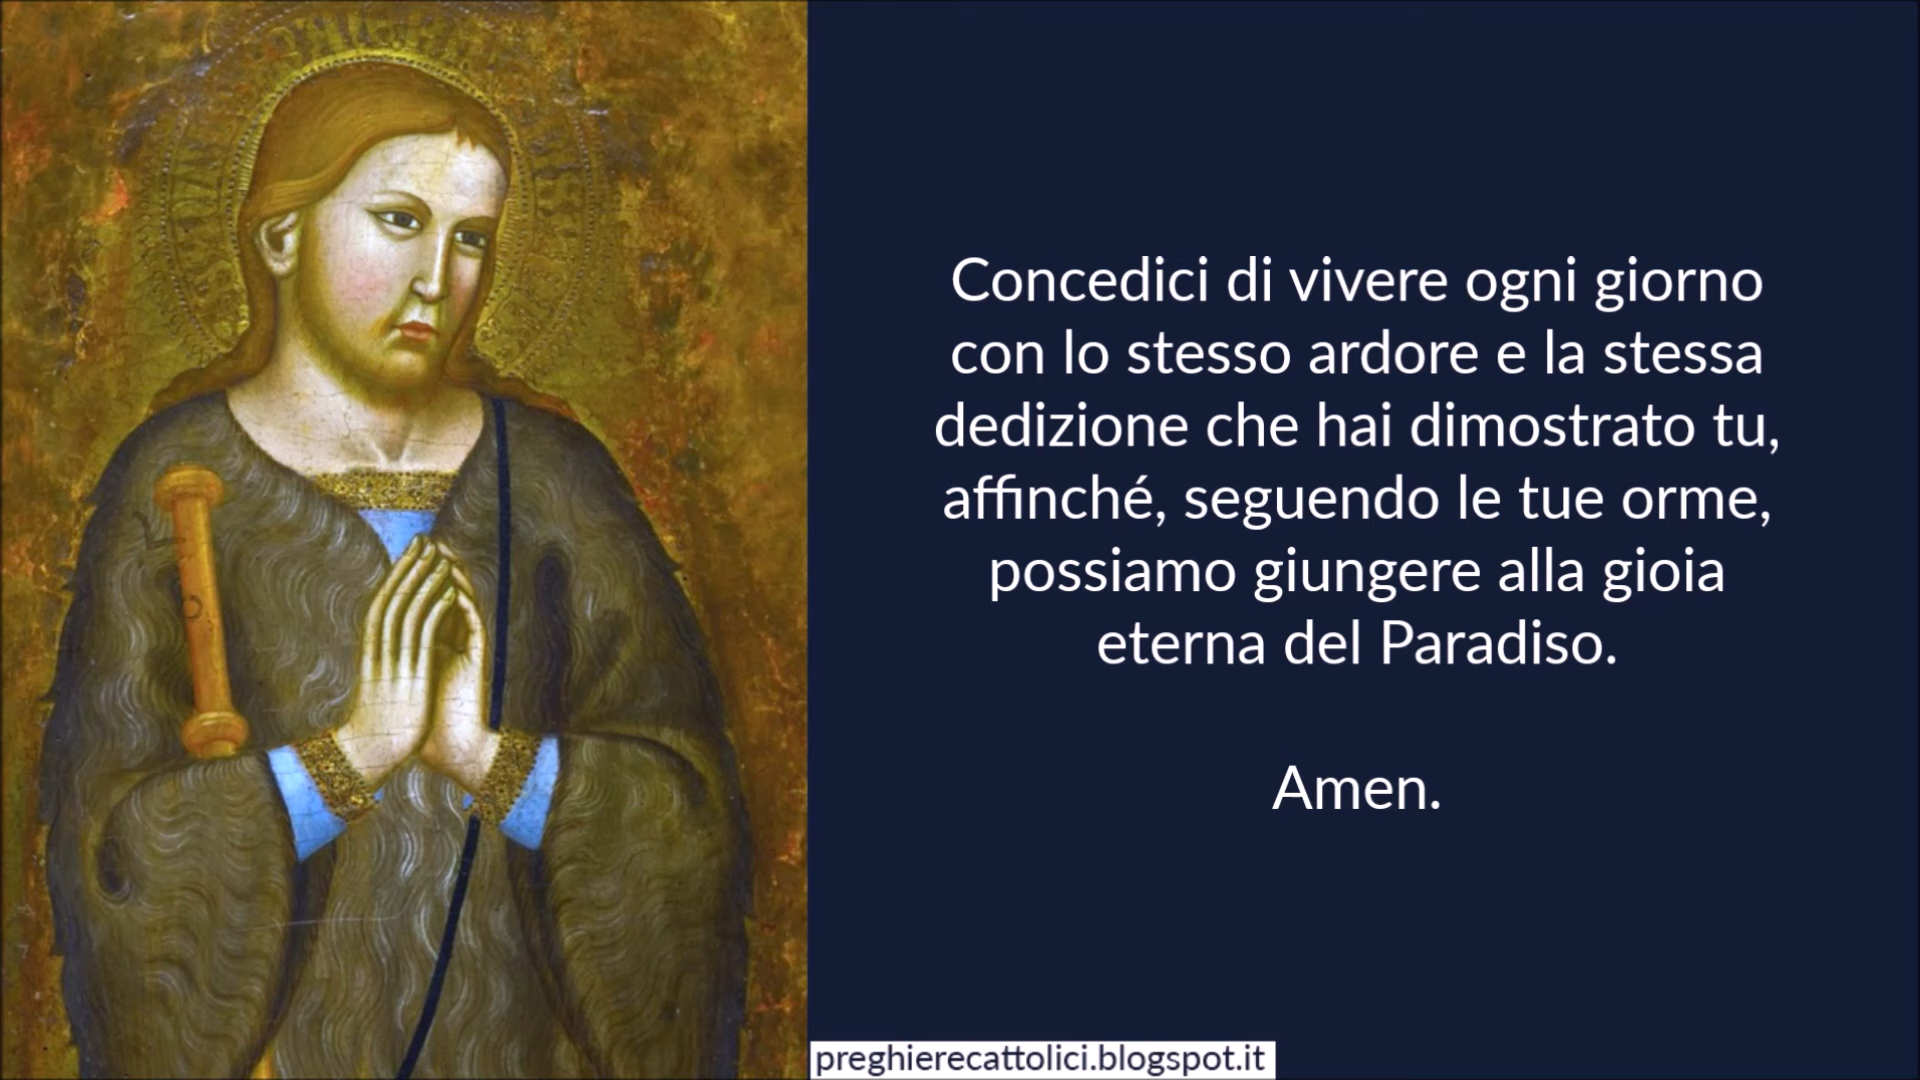 Concedici di vivere ogni giorno
con lo stesso ardore e la stessa
dedizione che hai dimostrato tu,
affinché, seguendo le tue orme,
possiamo giungere alla gioia
eterna del Paradiso.
Amen.
preghierecattolici.blogspot.it